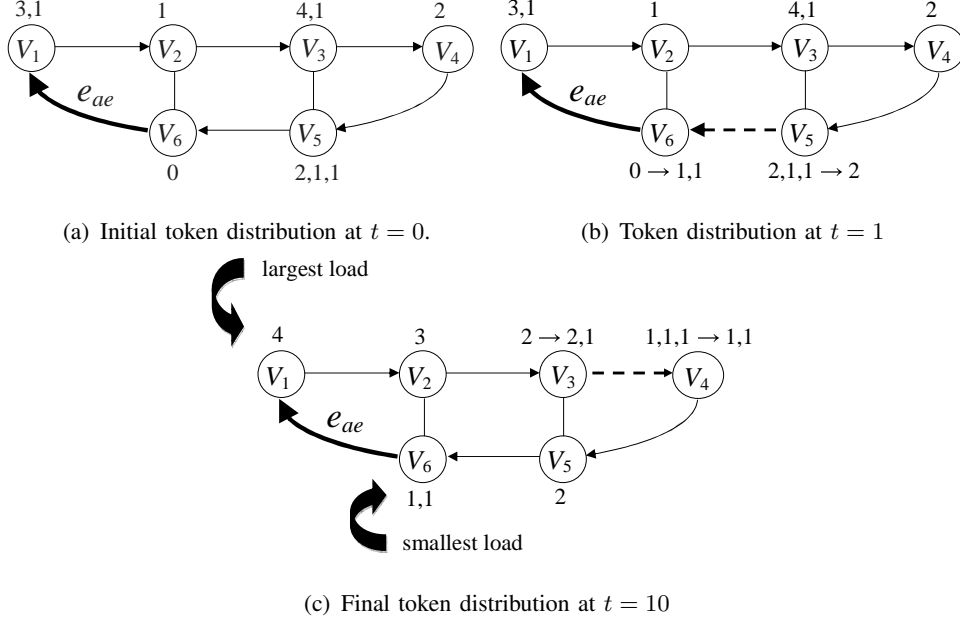 3,1 1 4,1 2
V1 V2 V3 V4
eae
V6 V5
0 2,1,1
(a) Initial token distribution at t = 0.
3,1 1 4,1 2
V1 V2 V3 V4
eae
V6 V5
0 → 1,1 2,1,1 → 2
(b) Token distribution at t = 1
largest load
4 3 2 → 2,1 1,1,1 → 1,1
V1 V2 V3 V4
eae
V6 V5
1,1 2
smallest load
(c) Final token distribution at t = 10